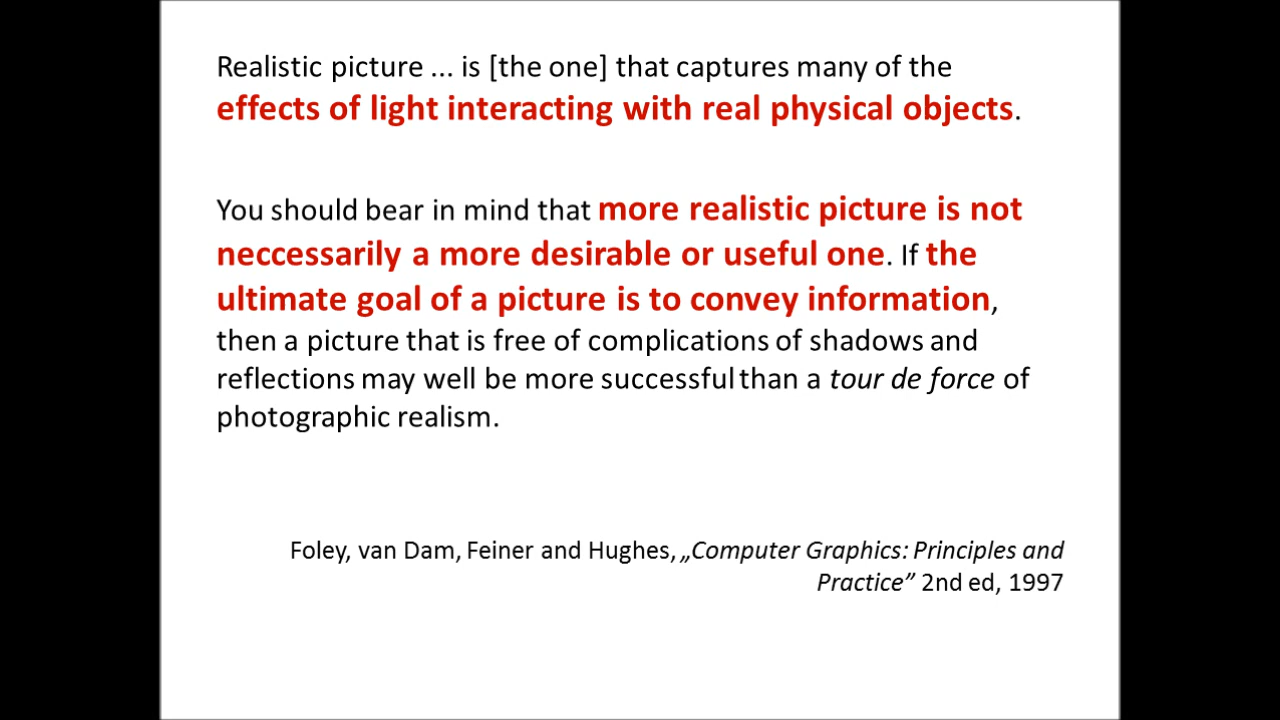 Realistic picture ... is [the one] that captures many of the
effects of light interacting with real physical objects.
You should bear in mind that more realistic picture is not
neccessarily a more desirable or useful one. If the
ultimate goal of a picture is to convey information,
then a picture that is free of complications of shadows and
reflections may well be more successful than a tour de force of
photographic realism.
Foley, van Dam, Feiner and Hughes, „Computer Graphics: Principles and
Practice” 2nd ed, 1997